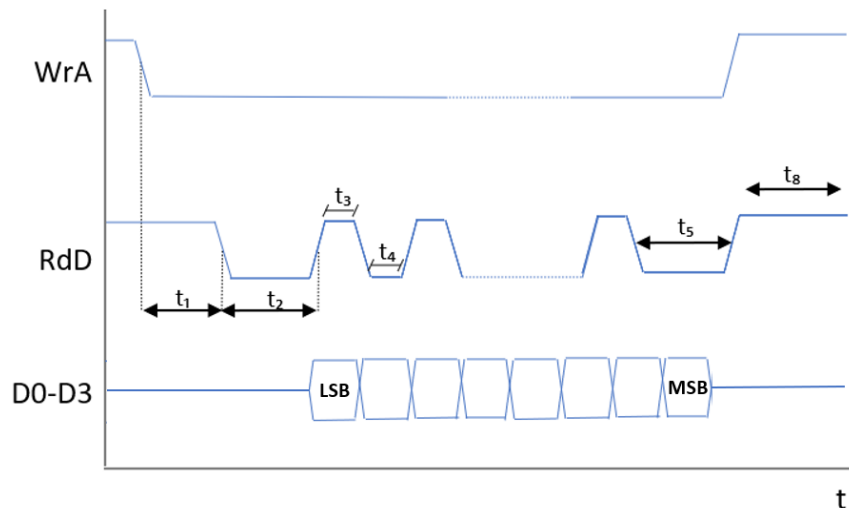 WrA
t₈
t₃
t₅
t₄
RdD
t₁
t₂
D0-D3
LSB
MSB
t